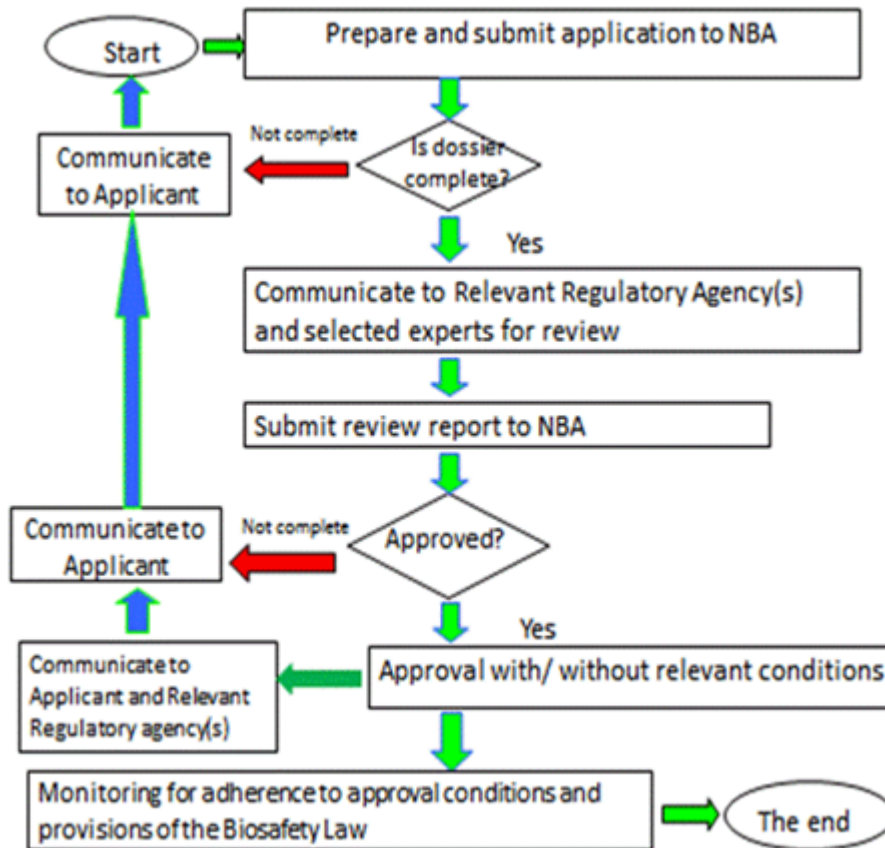 Start
Prepare and submit application to NBA
Not complete
Is dossier
complete?
Communicate
to Applicant
Yes
Communicate to Relevant Regulatory Agency(s)
and selected experts for review
Submit review report to NBA
Not complete
Approved?
Communicate to
Applicant
Yes
Communicate to
Applicant and Relevant
Regulatory agency(s)
Approval with/ without relevant conditions
Monitoring for adherence to approval conditions and
provisions of the Biosafety Law
The end